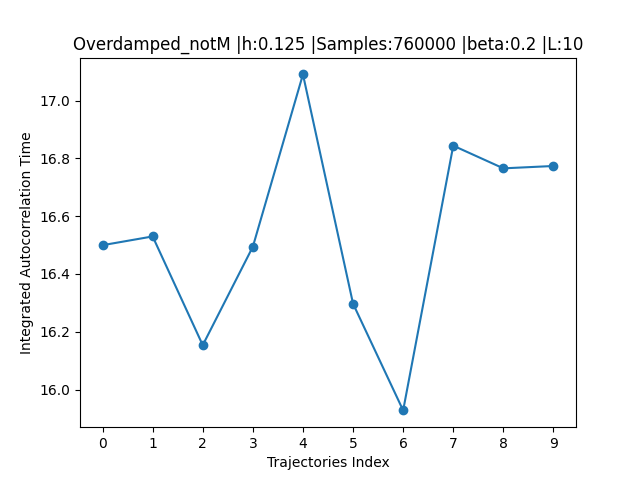 Overdamped_notM |h:0.125 |Samples:760000 |beta:0.2 |L:10
Integrated Autocorrelation Time
17.0
16.8
16.6
16.4
16.2
16.0
0 1 2 3 4 5 6 7 8 9
Trajectories Index